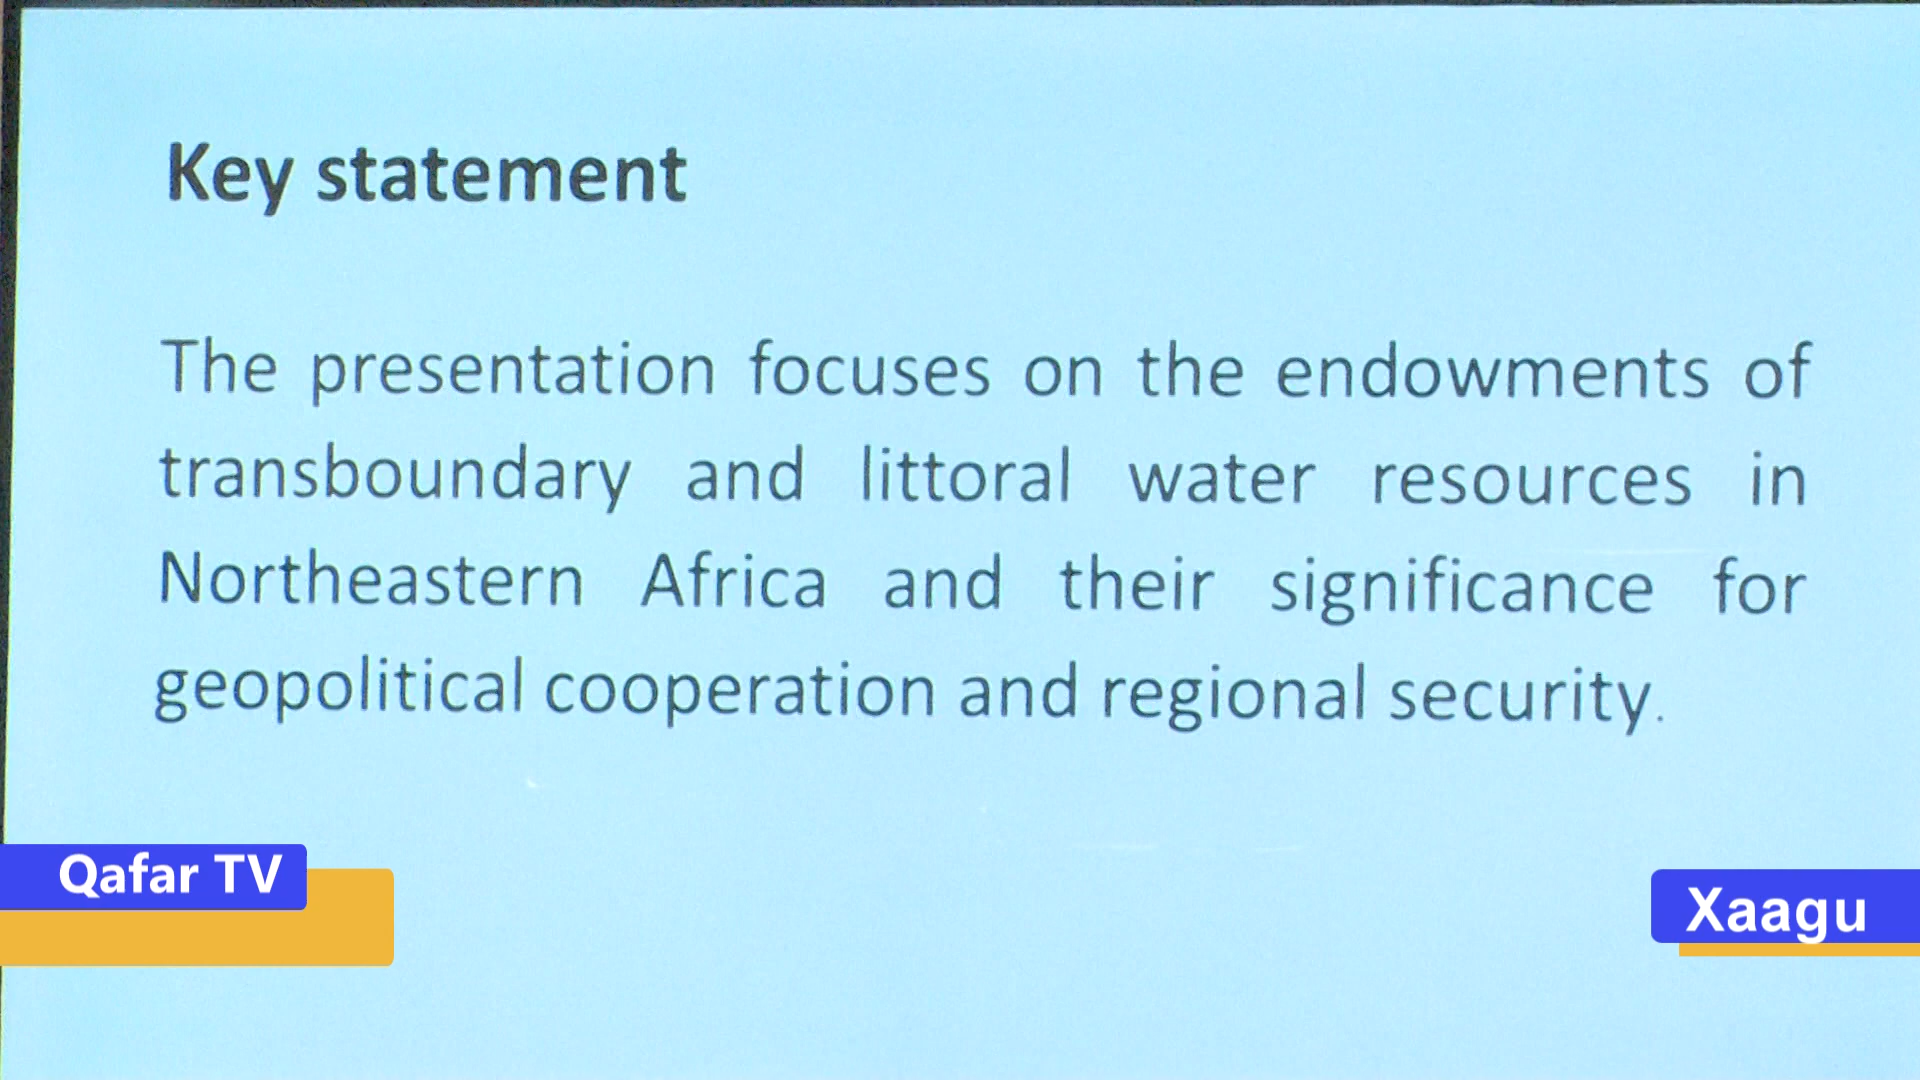 Key statement
The presentation focuses on the endowments of
transboundary and littoral water resources in
Northeastern Africa and their significance for
geopolitical cooperation and regional security.
Qafar TV
Xaagu